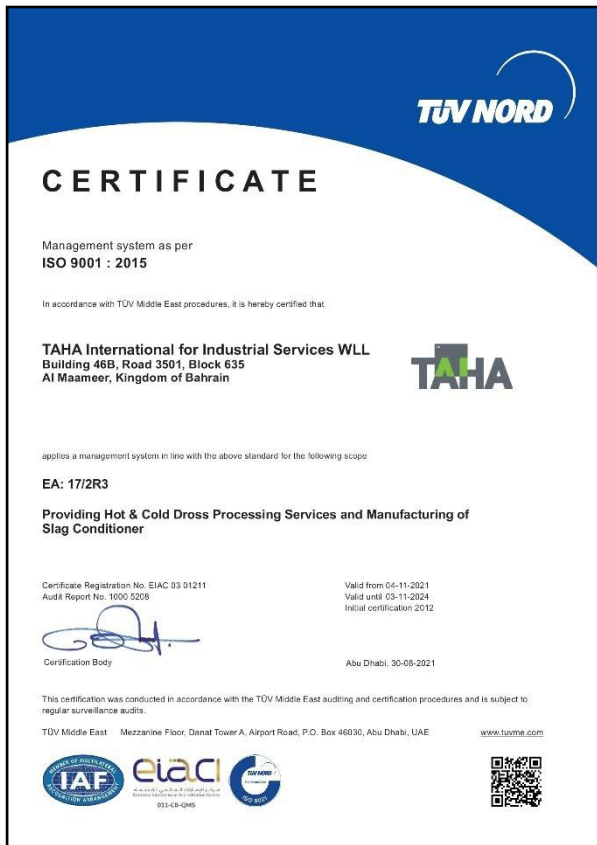 TÜV NORD
CERTIFICATE
Management system as per
ISO 9001 : 2015
In accordance with TÜV Middle East procedures, it is hereby certified that
TAHA International for Industrial Services WLL
Building 46B, Road 3501, Block 635
Al Maameer, Kingdom of Bahrain
TAHA
applies a management system in line with the above standard for the following scope
EA: 17/2R3
Providing Hot & Cold Dross Processing Services and Manufacturing of
Slag Conditioner
Certificate Registration No. EIAC 03 01211
Audit Report No. 1000 5208
Valid from 04-11-2021
Valid until 03-11-2024
Initial certification 2012
Certification Body
Abu Dhabi, 30-08-2021
This certification was conducted in accordance with the TÜV Middle East auditing and certification procedures and is subject to
regular surveillance audits.
TÜV Middle East Mezzanine Floor, Danat Tower A, Airport Road, P.O. Box 46030, Abu Dhabi, UAE www.tuvme.com
MEMBER OF MULTILATERAL
IAF
RECOGNITION ARRANGEMENT
eiaci
011-CB-QMS
TÜV NORD
ISO 9001